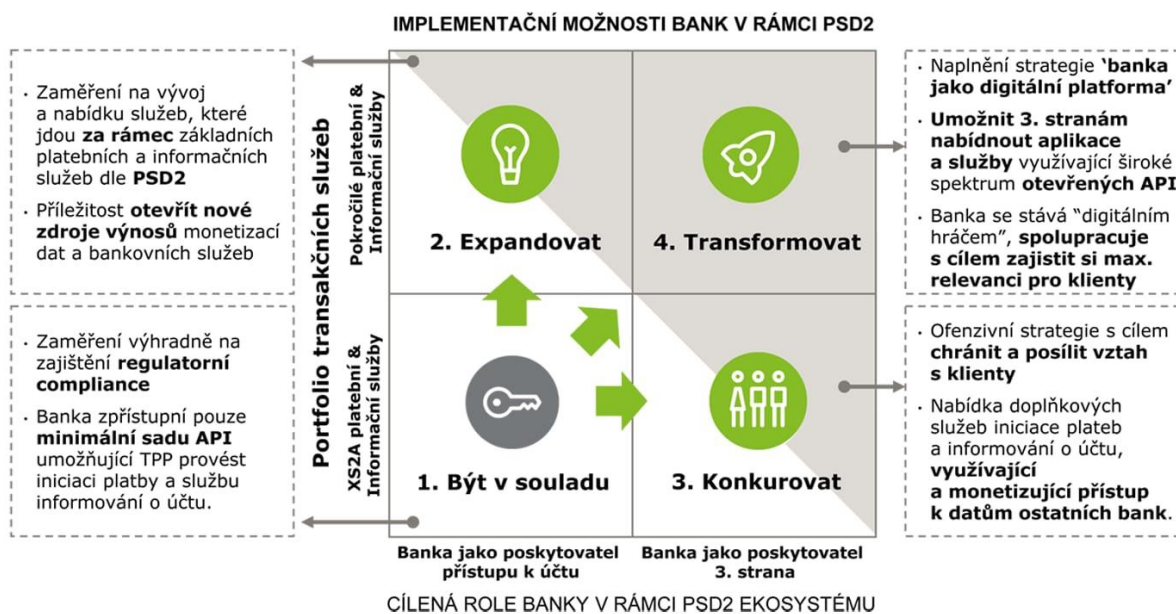 IMPLEMENTAČNÍ MOŽNOSTI BANK V RÁMCI PSD2
· Zaměření na vývoj
a nabídku služeb, které
jdou za rámec základních
platebních a informačních
služeb dle PSD2
· Příležitost otevřít nové
zdroje výnosů monetizací
dat a bankovních služeb
· Zaměření výhradně na
zajištění regulatorní
compliance
· Banka zpřístupní pouze
minimální sadu API
umožňující TPP provést
iniciaci platby a službu
informování o účtu.
Portfolio transakčních služeb
Pokročilé platební &
Informační služby
XS2A platební &
Informační služby
2. Expandovat
4. Transformovat
1. Být v souladu
3. Konkurovat
Banka jako poskytovatel
přístupu k účtu
Banka jako poskytovatel
3. strana
CÍLENÁ ROLE BANKY V RÁMCI PSD2 EKOSYSTÉMU
· Naplnění strategie ‘banka
jako digitální platforma’
· Umožnit 3. stranám
nabídnout aplikace
a služby využívající široké
spektrum otevřených API
· Banka se stává “digitálním
hráčem”, spolupracuje
s cílem zajistit si max.
relevanci pro klienty
· Ofenzivní strategie s cílem
chránit a posílit vztah
s klienty
· Nabídka doplňkových
služeb iniciace plateb
a informování o účtu,
využívající
a monetizující přístup
k datům ostatních bank.